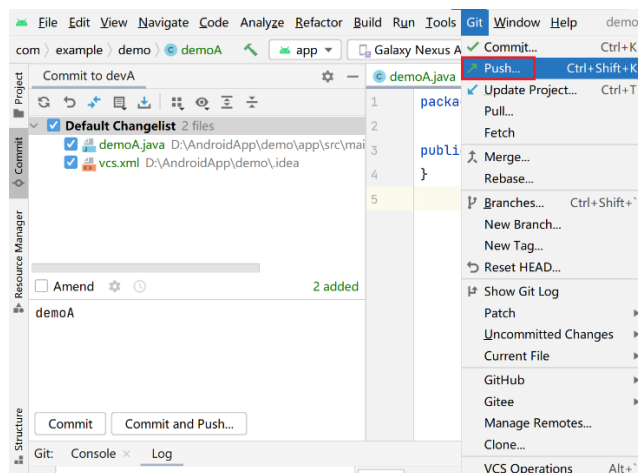 File Edit View Navigate Code Analyze Refactor Build Run Tools Git Window Help demo
com example demo demoA app Galaxy Nexus A
Commit to devA
demoA.java
Project
Commit
Resource Manager
Structure
Default Changelist 2 files
demoA.java D:\AndroidApp\demo\app\src\mai
vcs.xml D:\AndroidApp\demo\.idea
Amend 2 added
demoA
Commit Commit and Push...
Git: Console Log
1 packa
2
3 publi
4 }
5
Commit... Ctrl+K
Push... Ctrl+Shift+K
Update Project... Ctrl+T
Pull...
Fetch
Merge...
Rebase...
Branches... Ctrl+Shift+`
New Branch...
New Tag...
Reset HEAD...
Show Git Log
Patch
Uncommitted Changes
Current File
GitHub
Gitee
Manage Remotes...
Clone...
VCS Operations Alt+`